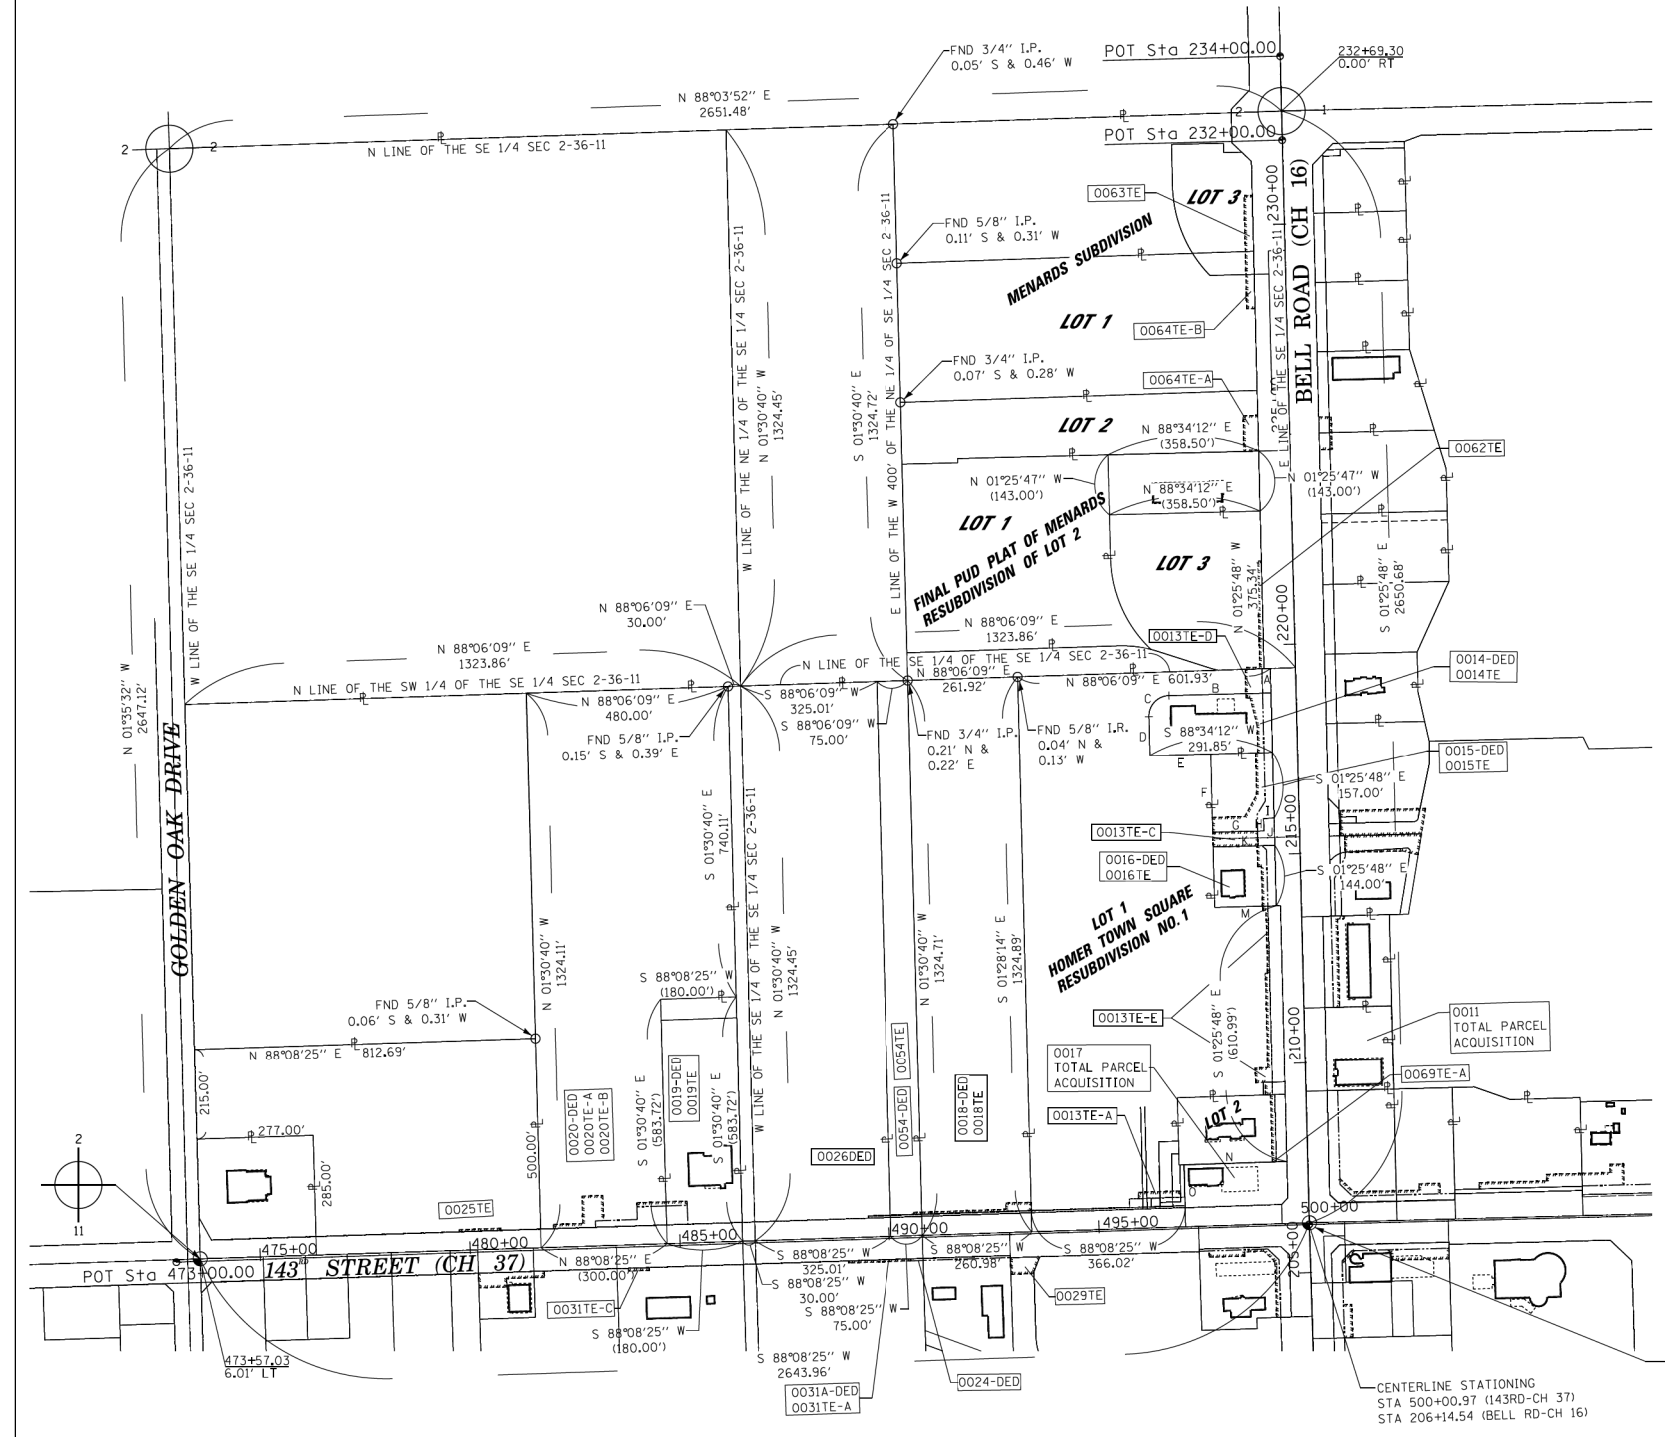 FND 3/4" I.P.
0.05' S & 0.46' W
POT Sta 234+00.00
232+69.30
0.00' RT
N 88°03'52" E
2651.48'
2
2
N LINE OF THE SE 1/4 SEC 2-36-11
2
1
POT Sta 232+00.00
BELL ROAD (CH 16)
230+00
LOT 3
0063TE
FND 5/8" I.P.
0.11' S & 0.31' W
MENARDS SUBDIVISION
LOT 1
0064TE-B
FND 3/4" I.P.
0.07' S & 0.28' W
0064TE-A
LOT 2
N 88°34'12" E
(358.50')
0062TE
N 01°25'47" W
(143.00')
N 88°34'12" E
(358.50')
N 01°25'47" W
(143.00')
LOT 1
FINAL PUD PLAT OF MENARDS
RESUBDIVISION OF LOT 2
LOT 3
W LINE OF THE SE 1/4 SEC 2-36-11
W LINE OF THE NE 1/4 OF THE SE 1/4 SEC 2-36-11
N 01°30'40" W
1324.45'
S 01°30'40" E
1324.72'
E LINE OF THE W 400' OF THE NE 1/4 OF SE 1/4 SEC 2-36-11
E LINE OF THE SE 1/4 SEC 2-36-11
N 01°25'48" W
375.34'
220+00
S 01°25'48" E
2650.68'
N 01°35'32" W
2647.12'
GOLDEN OAK DRIVE
N 88°06'09" E
30.00'
N 88°06'09" E
1323.86'
N 88°06'09" E
1323.86'
0013TE-D
N LINE OF THE SW 1/4 OF THE SE 1/4 SEC 2-36-11
N LINE OF THE SE 1/4 OF THE SE 1/4 SEC 2-36-11
N 88°06'09" E
480.00'
S 88°06'09" W
325.01'
S 88°06'09" W
75.00'
N 88°06'09" E
261.92'
N 88°06'09" E 601.93'
A
B
C
D
E
F
G
H
I
J
K
0014-DED
0014TE
FND 5/8" I.P.
0.15' S & 0.39' E
FND 3/4" I.P.
0.21' N &
0.22' E
FND 5/8" I.R.
0.04' N &
0.13' W
S 88°34'12" W
291.85'
0015-DED
0015TE
S 01°25'48" E
157.00'
215+00
0013TE-C
0016-DED
0016TE
S 01°25'48" E
144.00'
M
LOT 1
HOMER TOWN SQUARE
RESUBDIVISION NO.1
S 01°30'40" E
740.11'
W LINE OF THE SE 1/4 OF THE SE 1/4 SEC 2-36-11
N 01°30'40" W
1324.11'
N 01°30'40" W
1324.45'
N 01°30'40" W
1324.71'
S 01°28'14" E
1324.89'
S 88°08'25" W
(180.00')
FND 5/8" I.P.
0.06' S & 0.31' W
N 88°08'25" E 812.69'
0013TE-E
S 01°25'48" E
(610.99')
210+00
0011
TOTAL PARCEL
ACQUISITION
0017
TOTAL PARCEL
ACQUISITION
0069TE-A
0013TE-A
LOT 2
N
O
215.00'
277.00'
285.00'
500.00'
0020-DED
0020TE-A
0020TE-B
S 01°30'40" E
(583.72')
0019-DED
0019TE
S 01°30'40" E
(583.72')
0026DED
0054-DED
0054TE
0018-DED
0018TE
2
11
0025TE
475+00
480+00
485+00
490+00
495+00
500+00
205+00
POT Sta 473+00.00
143 STREET (CH 37)
N 88°08'25" E
(300.00')
S 88°08'25" W
325.01'
S 88°08'25" W
30.00'
S 88°08'25" W
75.00'
S 88°08'25" W
260.98'
S 88°08'25" W
366.02'
0031TE-C
0029TE
S 88°08'25" W
(180.00')
473+57.03
6.01' LT
S 88°08'25" W
2643.96'
0031A-DED
0031TE-A
0024-DED
CENTERLINE STATIONING
STA 500+00.97 (143RD-CH 37)
STA 206+14.54 (BELL RD-CH 16)